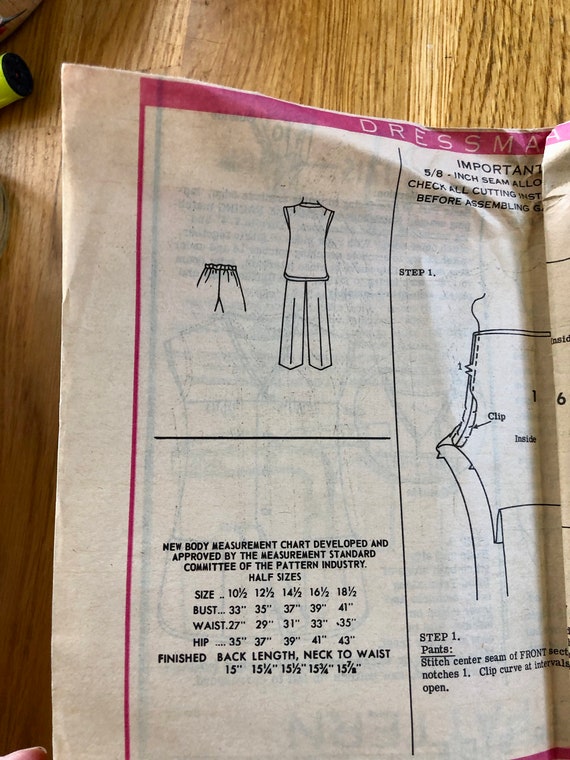 DRESSMA
IMPORTANT
5/8 - INCH SEAM ALLO
CHECK ALL CUTTING INST
BEFORE ASSEMBLING GA
STEP 1.
1
Inside
1 6
Clip
Inside
NEW BODY MEASUREMENT CHART DEVELOPED AND
APPROVED BY THE MEASUREMENT STANDARD
COMMITTEE OF THE PATTERN INDUSTRY.
HALF SIZES
SIZE .. 10½ 12½ 14½ 16½ 18½
BUST... 33" 35" 37" 39" 41"
WAIST. 27" 29" 31" 33" 35"
HIP .... 35" 37" 39" 41" 43"
FINISHED BACK LENGTH, NECK TO WAIST
15" 15¼" 15½" 15¾" 15⅞"
STEP 1.
Pants:
Stitch center seam of FRONT sect
notches 1. Clip curve at intervals,
open.